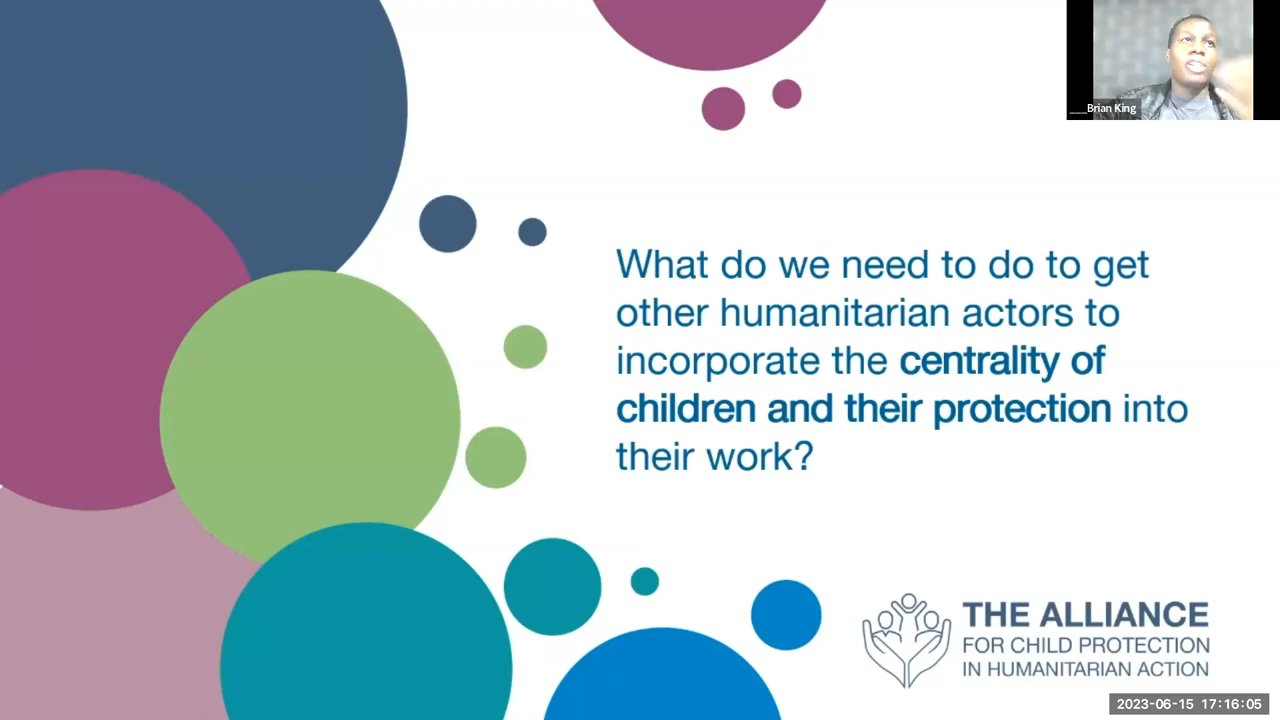 ___Brian King
What do we need to do to get
other humanitarian actors to
incorporate the centrality of
children and their protection into
their work?
THE ALLIANCE
FOR CHILD PROTECTION
IN HUMANITARIAN ACTION
2023-06-15 17:16:05